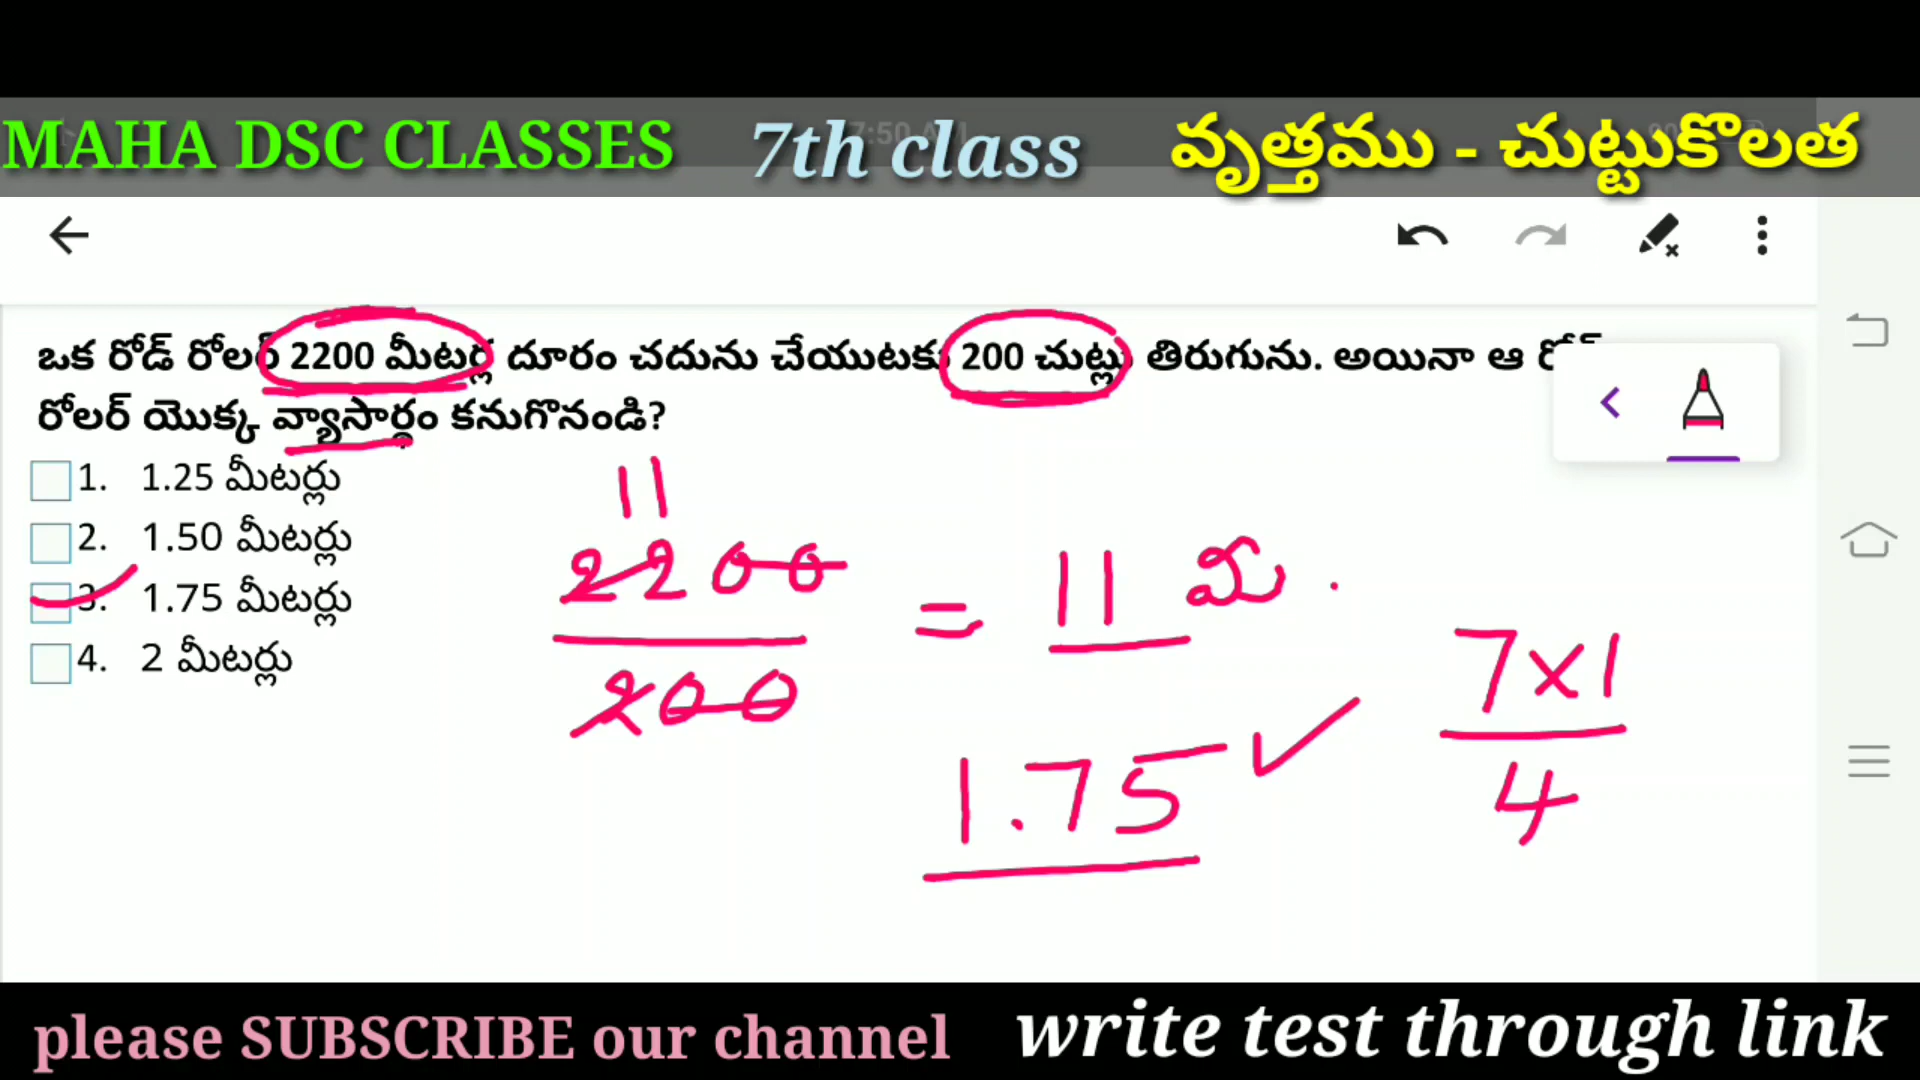 MAHA DSC CLASSES 7th class వృత్తము - చుట్టుకొలత
ఒక రోడ్ రోలర్ 2200 మీటర్ల దూరం చదును చేయుటకు 200 చుట్లు తిరుగును. అయినా ఆ
రోలర్ యొక్క వ్యాసార్ధం కనుగొనండి?
1. 1.25 మీటర్లు
2. 1.50 మీటర్లు
3. 1.75 మీటర్లు
4. 2 మీటర్లు
11
2200
200
= 11 మీ.
1.75
7x1
4
please SUBSCRIBE our channel write test through link